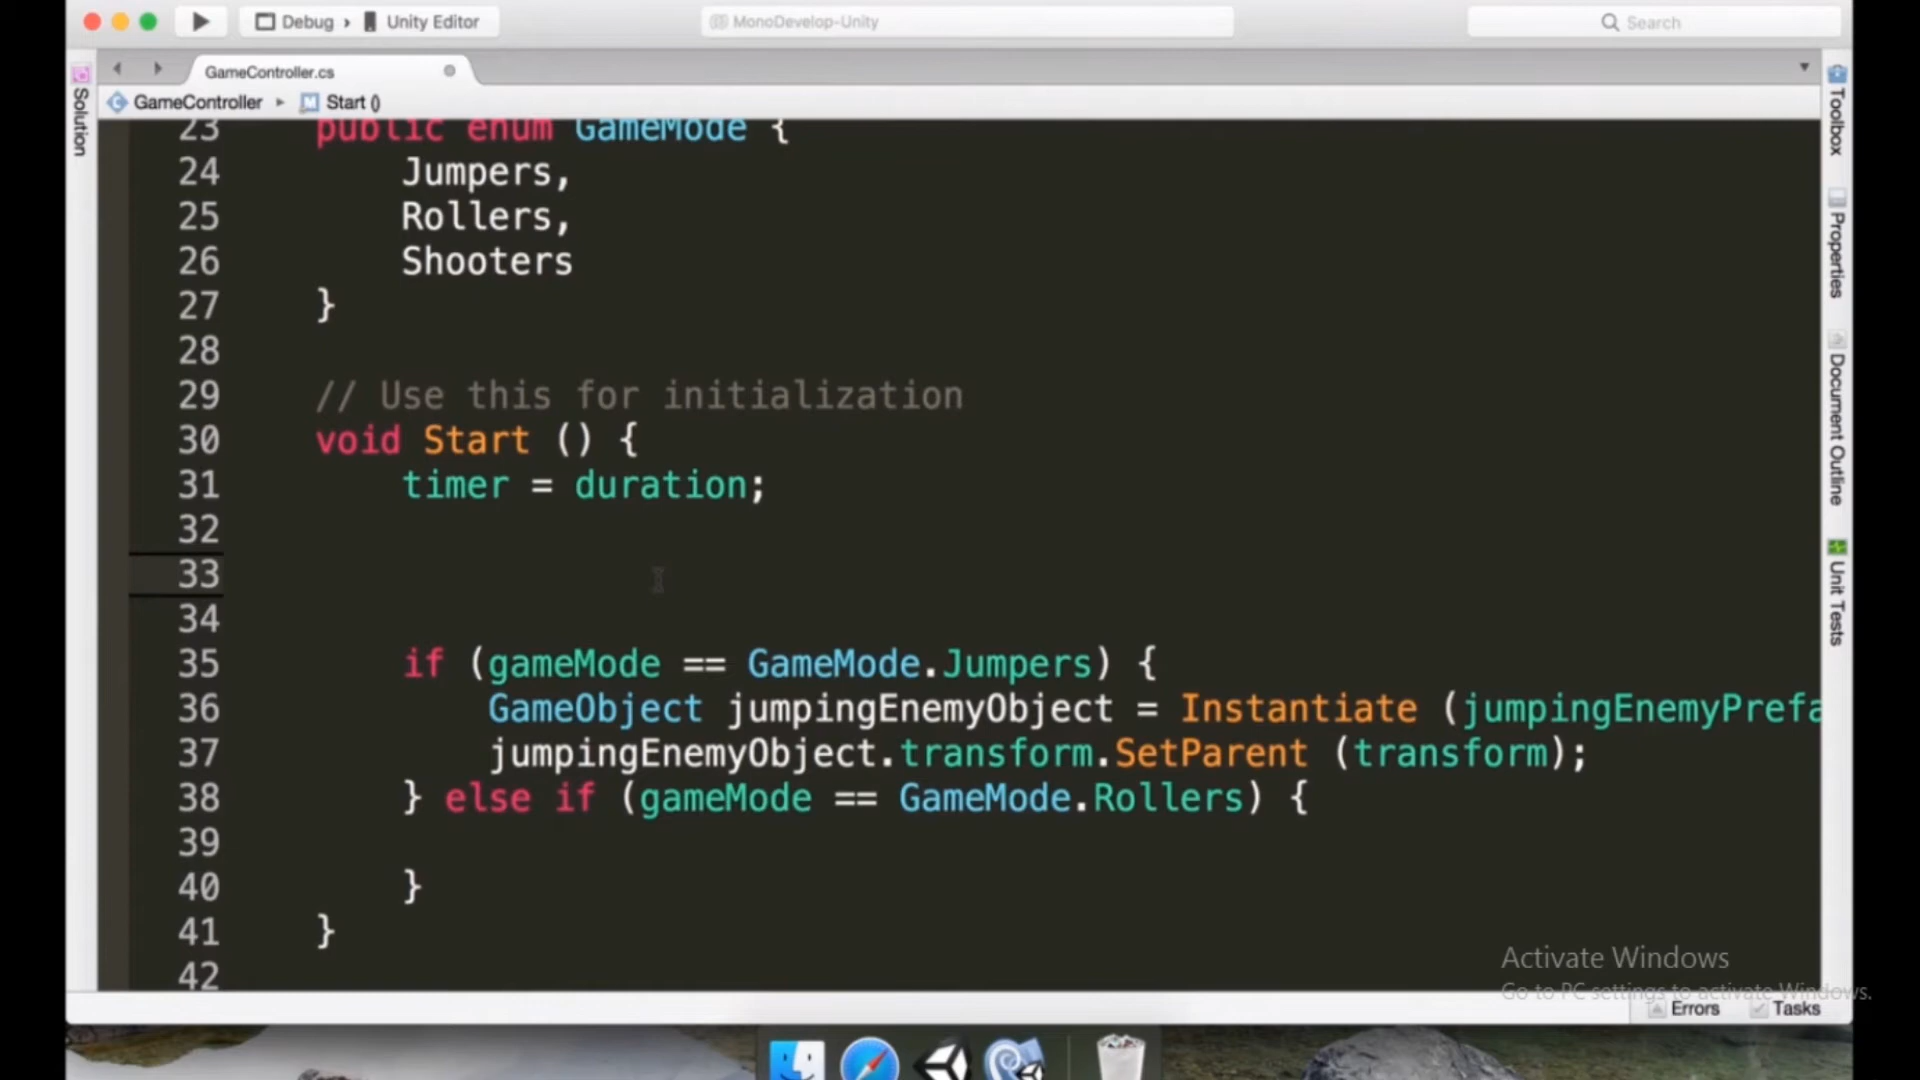 Debug › Unity Editor
MonoDevelop-Unity
Search
GameController.cs
GameController ▸ Start ()
Solution
Toolbox
Properties
Document Outline
Unit Tests
23 public enum GameMode {
24 Jumpers,
25 Rollers,
26 Shooters
27 }
28
29 // Use this for initialization
30 void Start () {
31 timer = duration;
32
33
34
35 if (gameMode == GameMode.Jumpers) {
36 GameObject jumpingEnemyObject = Instantiate (jumpingEnemyPrefa
37 jumpingEnemyObject.transform.SetParent (transform);
38 } else if (gameMode == GameMode.Rollers) {
39
40 }
41 }
42
Activate Windows
Go to PC settings to activate Windows.
Errors Tasks